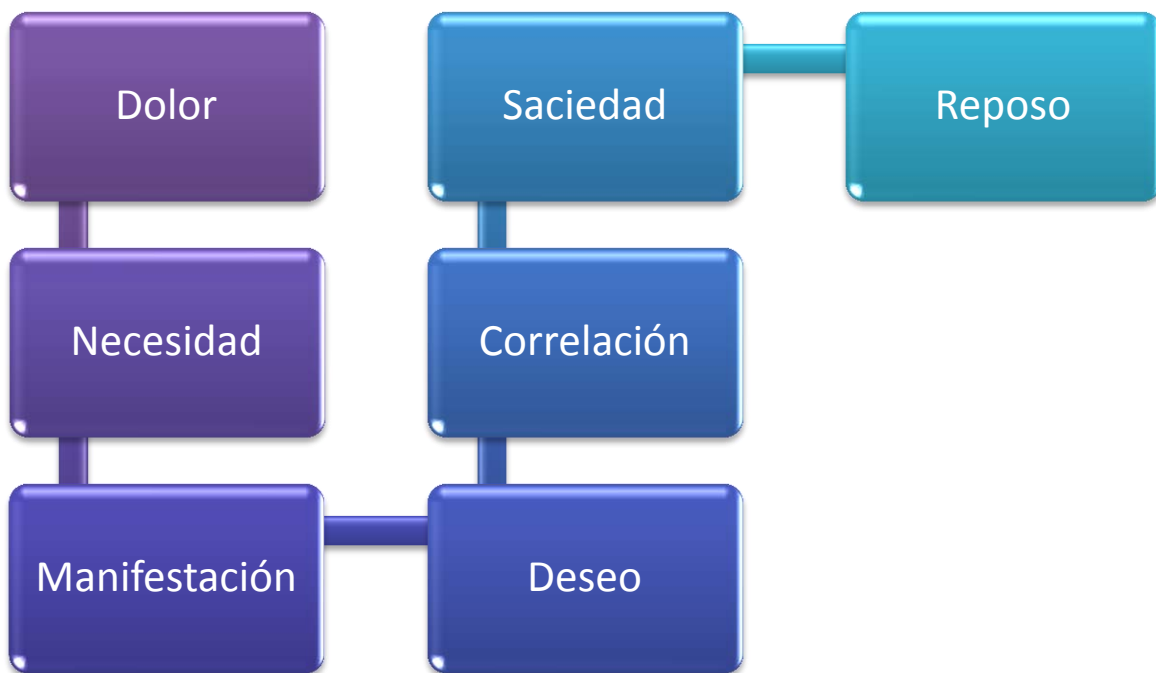 Dolor
Necesidad
Manifestación
Deseo
Correlación
Saciedad
Reposo